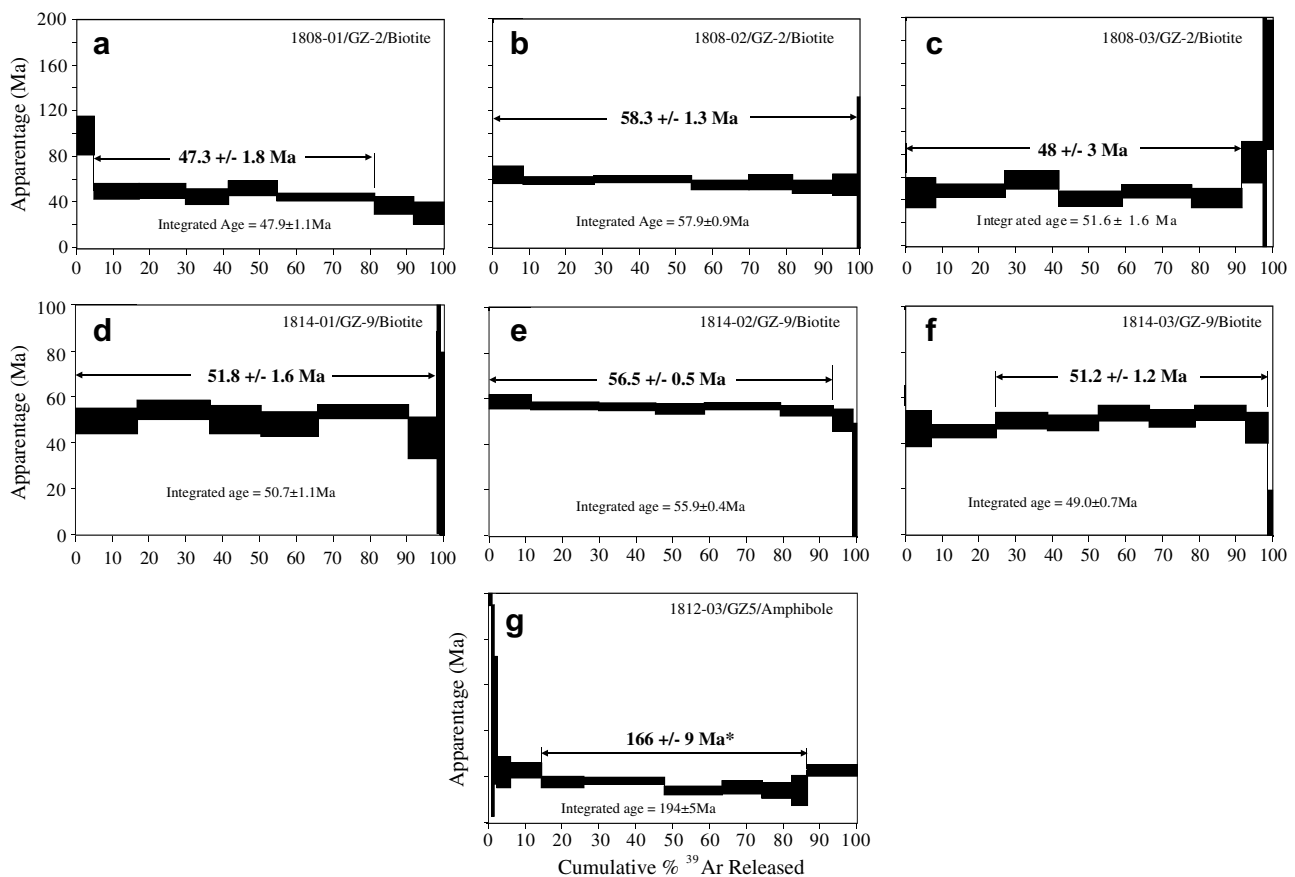 a
1808-01/GZ-2/Biotite
47.3 +/- 1.8 Ma
Integrated Age = 47.9±1.1Ma
Apparentage (Ma)
200
160
120
80
40
0
0 10 20 30 40 50 60 70 80 90 100
b
1808-02/GZ-2/Biotite
58.3 +/- 1.3 Ma
Integrated Age = 57.9±0.9Ma
0 10 20 30 40 50 60 70 80 90 100
c
1808-03/GZ-2/Biotite
48 +/- 3 Ma
Integrated age = 51.6 ± 1.6 Ma
0 10 20 30 40 50 60 70 80 90 100
d
1814-01/GZ-9/Biotite
51.8 +/- 1.6 Ma
Integrated age = 50.7±1.1Ma
Apparentage (Ma)
100
80
60
40
20
0
0 10 20 30 40 50 60 70 80 90 100
e
1814-02/GZ-9/Biotite
56.5 +/- 0.5 Ma
Integrated age = 55.9±0.4Ma
0 10 20 30 40 50 60 70 80 90 100
f
1814-03/GZ-9/Biotite
51.2 +/- 1.2 Ma
Integrated age = 49.0±0.7Ma
0 10 20 30 40 50 60 70 80 90 100
g
1812-03/GZ5/Amphibole
166 +/- 9 Ma*
Integrated age = 194±5Ma
Apparentage (Ma)
0 10 20 30 40 50 60 70 80 90 100
Cumulative % ³⁹Ar Released